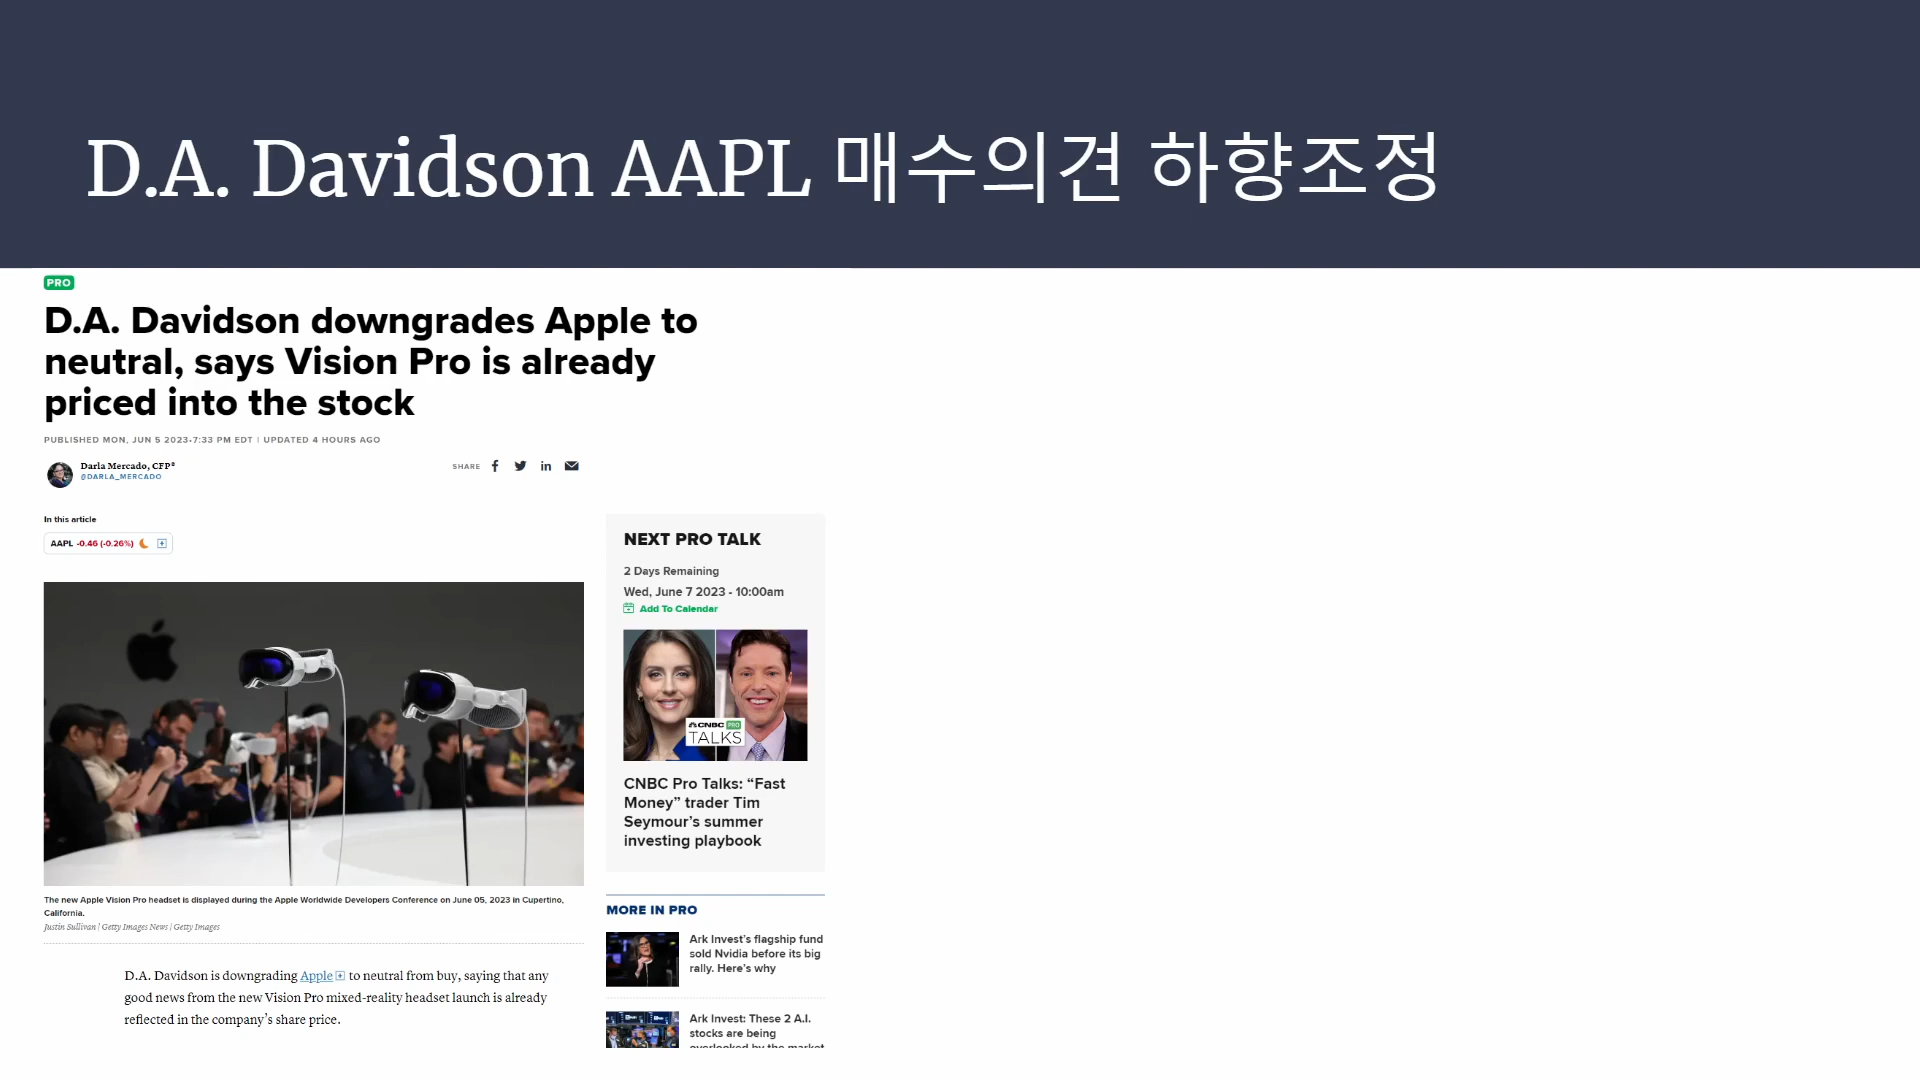 D.A. Davidson AAPL 매수의견 하향조정
PRO
D.A. Davidson downgrades Apple to
neutral, says Vision Pro is already
priced into the stock
PUBLISHED MON, JUN 5 2023•7:33 PM EDT | UPDATED 4 HOURS AGO
Darla Mercado, CFP®
@DARLA_MERCADO
SHARE
In this article
AAPL -0.46 (-0.26%)
The new Apple Vision Pro headset is displayed during the Apple Worldwide Developers Conference on June 05, 2023 in Cupertino,
California.
Justin Sullivan | Getty Images News | Getty Images
D.A. Davidson is downgrading Apple to neutral from buy, saying that any
good news from the new Vision Pro mixed-reality headset launch is already
reflected in the company's share price.
NEXT PRO TALK
2 Days Remaining
Wed, June 7 2023 - 10:00am
Add To Calendar
CNBC PRO
TALKS
CNBC Pro Talks: “Fast
Money” trader Tim
Seymour's summer
investing playbook
MORE IN PRO
Ark Invest's flagship fund
sold Nvidia before its big
rally. Here's why
Ark Invest: These 2 A.I.
stocks are being
overlooked by the market